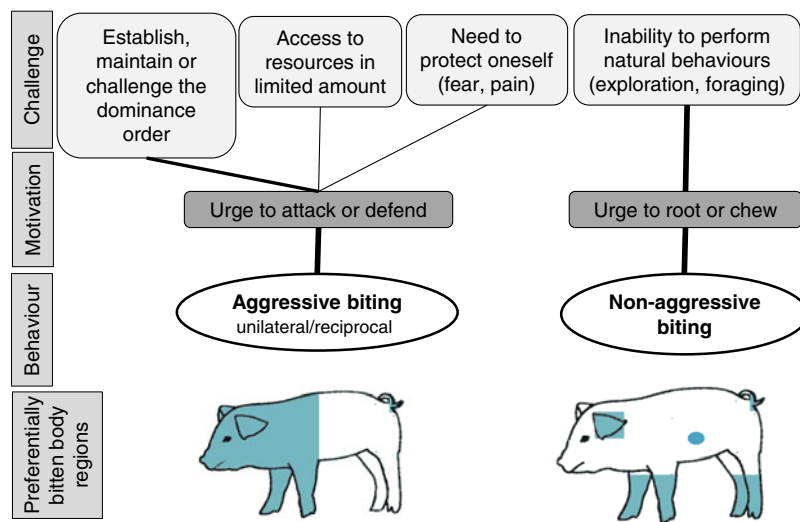 Challenge
Establish,
maintain or
challenge the
dominance
order
Access to
resources in
limited amount
Need to
protect oneself
(fear, pain)
Inability to perform
natural behaviours
(exploration, foraging)
Motivation
Urge to attack or defend
Urge to root or chew
Behaviour
Aggressive biting
unilateral/reciprocal
Non-aggressive
biting
Preferentially
bitten body
regions